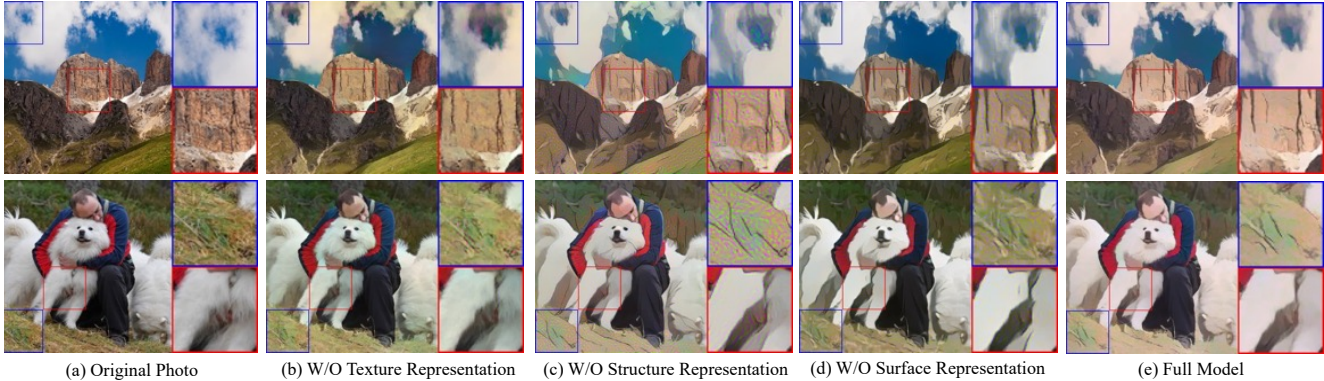 (a) Original Photo (b) W/O Texture Representation (c) W/O Structure Representation (d) W/O Surface Representation (e) Full Model